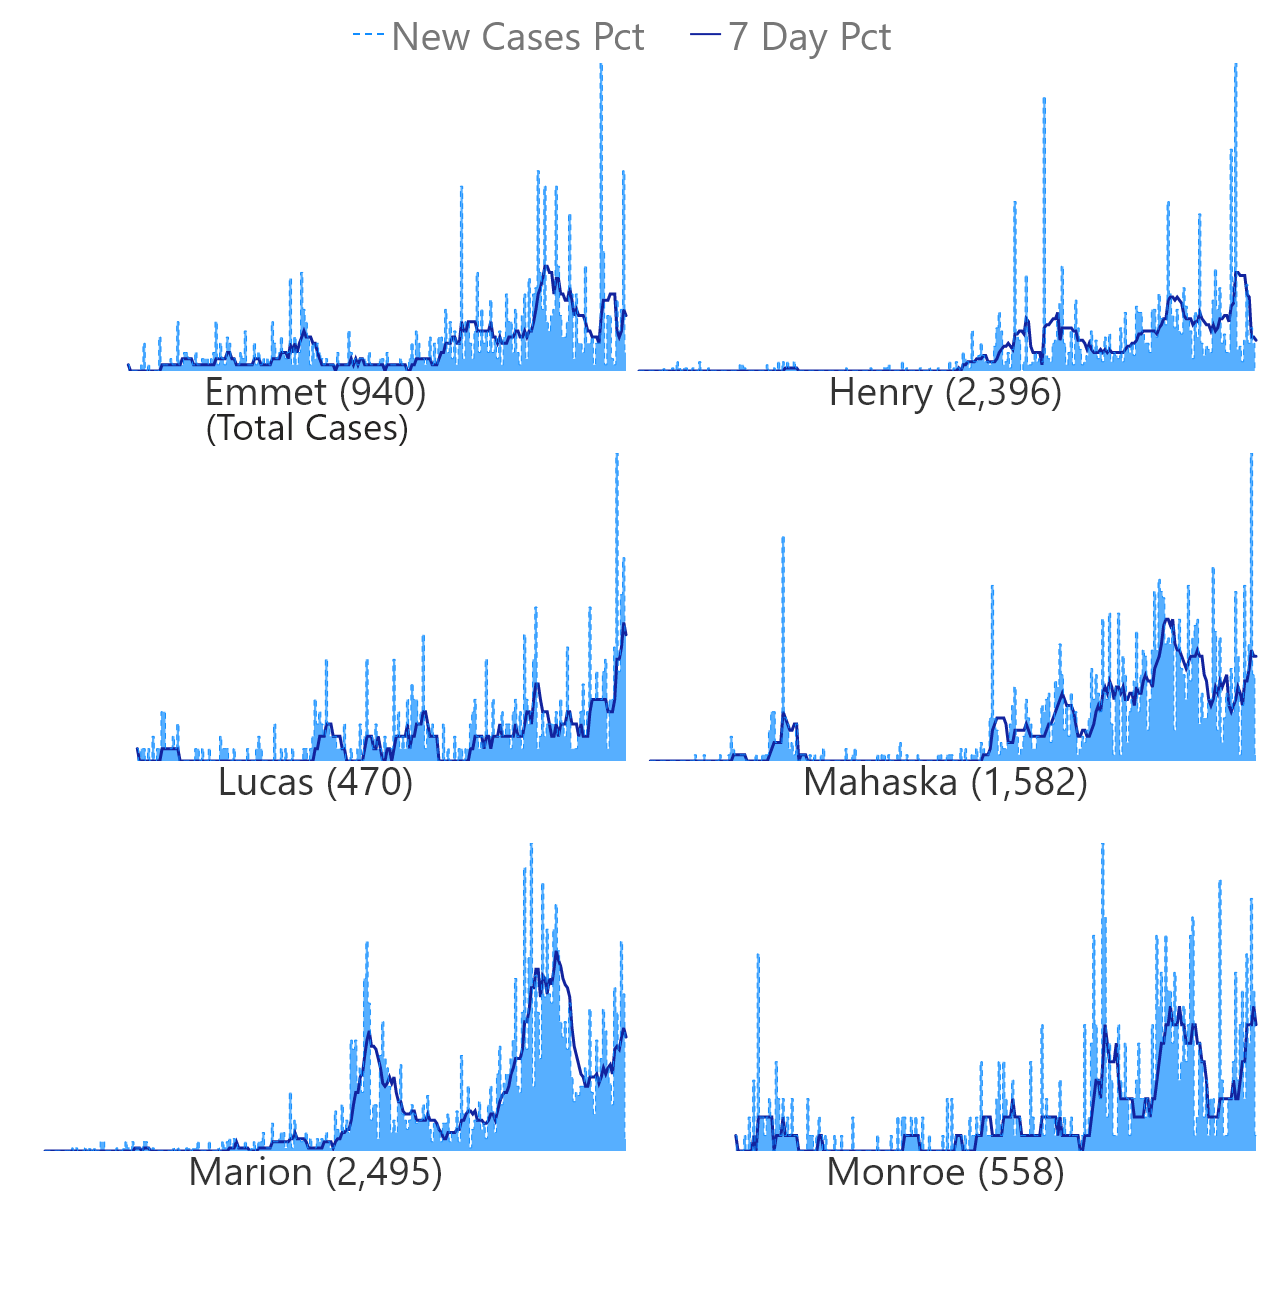 New Cases Pct 7 Day Pct
Emmet (940) Henry (2,396)
(Total Cases)
Lucas (470) Mahaska (1,582)
Marion (2,495) Monroe (558)